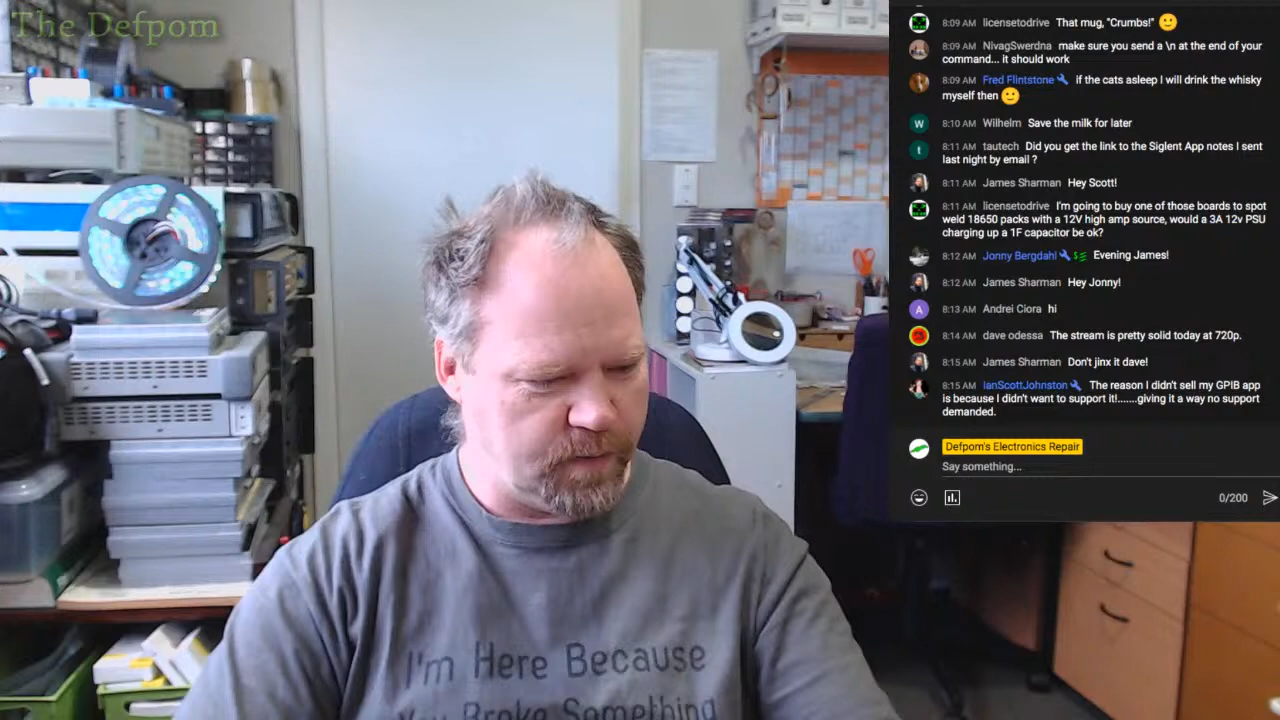 The Defpom
8:09 AM licensetodrive That mug, "Crumbs!"
8:09 AM NivagSwerdna make sure you send a \n at the end of your
command... it should work
8:09 AM Fred Flintstone if the cats asleep I will drink the whisky
myself then
W 8:10 AM Wilhelm Save the milk for later
t 8:11 AM tautech Did you get the link to the Siglent App notes I sent
last night by email ?
8:11 AM James Sharman Hey Scott!
8:11 AM licensetodrive I'm going to buy one of those boards to spot
weld 18650 packs with a 12V high amp source, would a 3A 12v PSU
charging up a 1F capacitor be ok?
8:12 AM Jonny Bergdahl Evening James!
8:12 AM James Sharman Hey Jonny!
A 8:13 AM Andrei Ciora hi
8:14 AM dave odessa The stream is pretty solid today at 720p.
8:15 AM James Sharman Don't jinx it dave!
8:15 AM IanScottJohnston The reason I didn't sell my GPIB app
is because I didn't want to support it!.......giving it a way no support
demanded.
Defpom's Electronics Repair
Say something...
0/200
I'm Here Because
You Broke Something